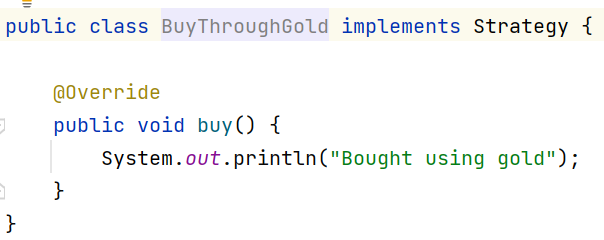 public class BuyThroughGold implements Strategy {
@Override
public void buy() {
System.out.println("Bought using gold");
}
}